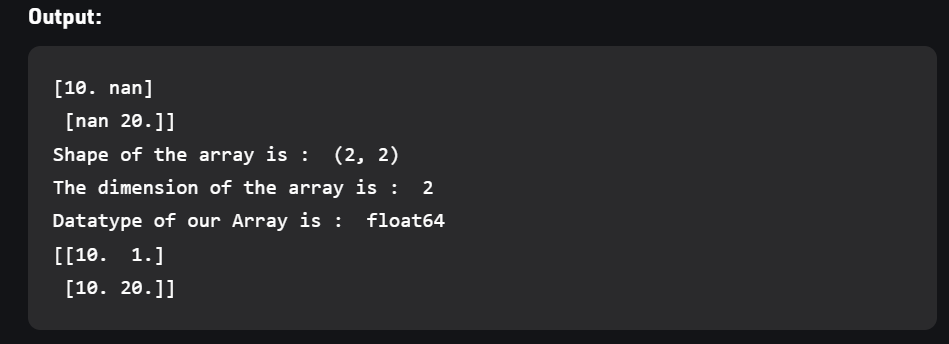 Output:
[10. nan]
 [nan 20.]]
Shape of the array is :  (2, 2)
The dimension of the array is :  2
Datatype of our Array is :  float64
[[10.  1.]
 [10. 20.]]